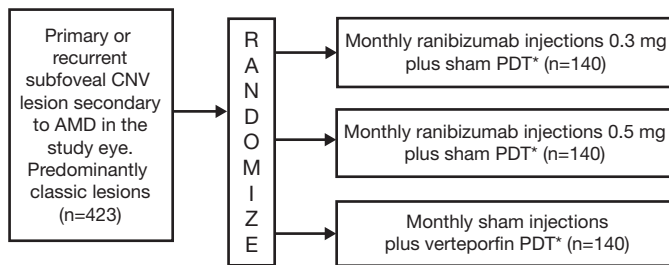 Primary or
recurrent
subfoveal CNV
lesion secondary
to AMD in the
study eye.
Predominantly
classic lesions
(n=423)
R
A
N
D
O
M
I
Z
E
Monthly ranibizumab injections 0.3 mg
plus sham PDT* (n=140)
Monthly ranibizumab injections 0.5 mg
plus sham PDT* (n=140)
Monthly sham injections
plus verteporfin PDT* (n=140)